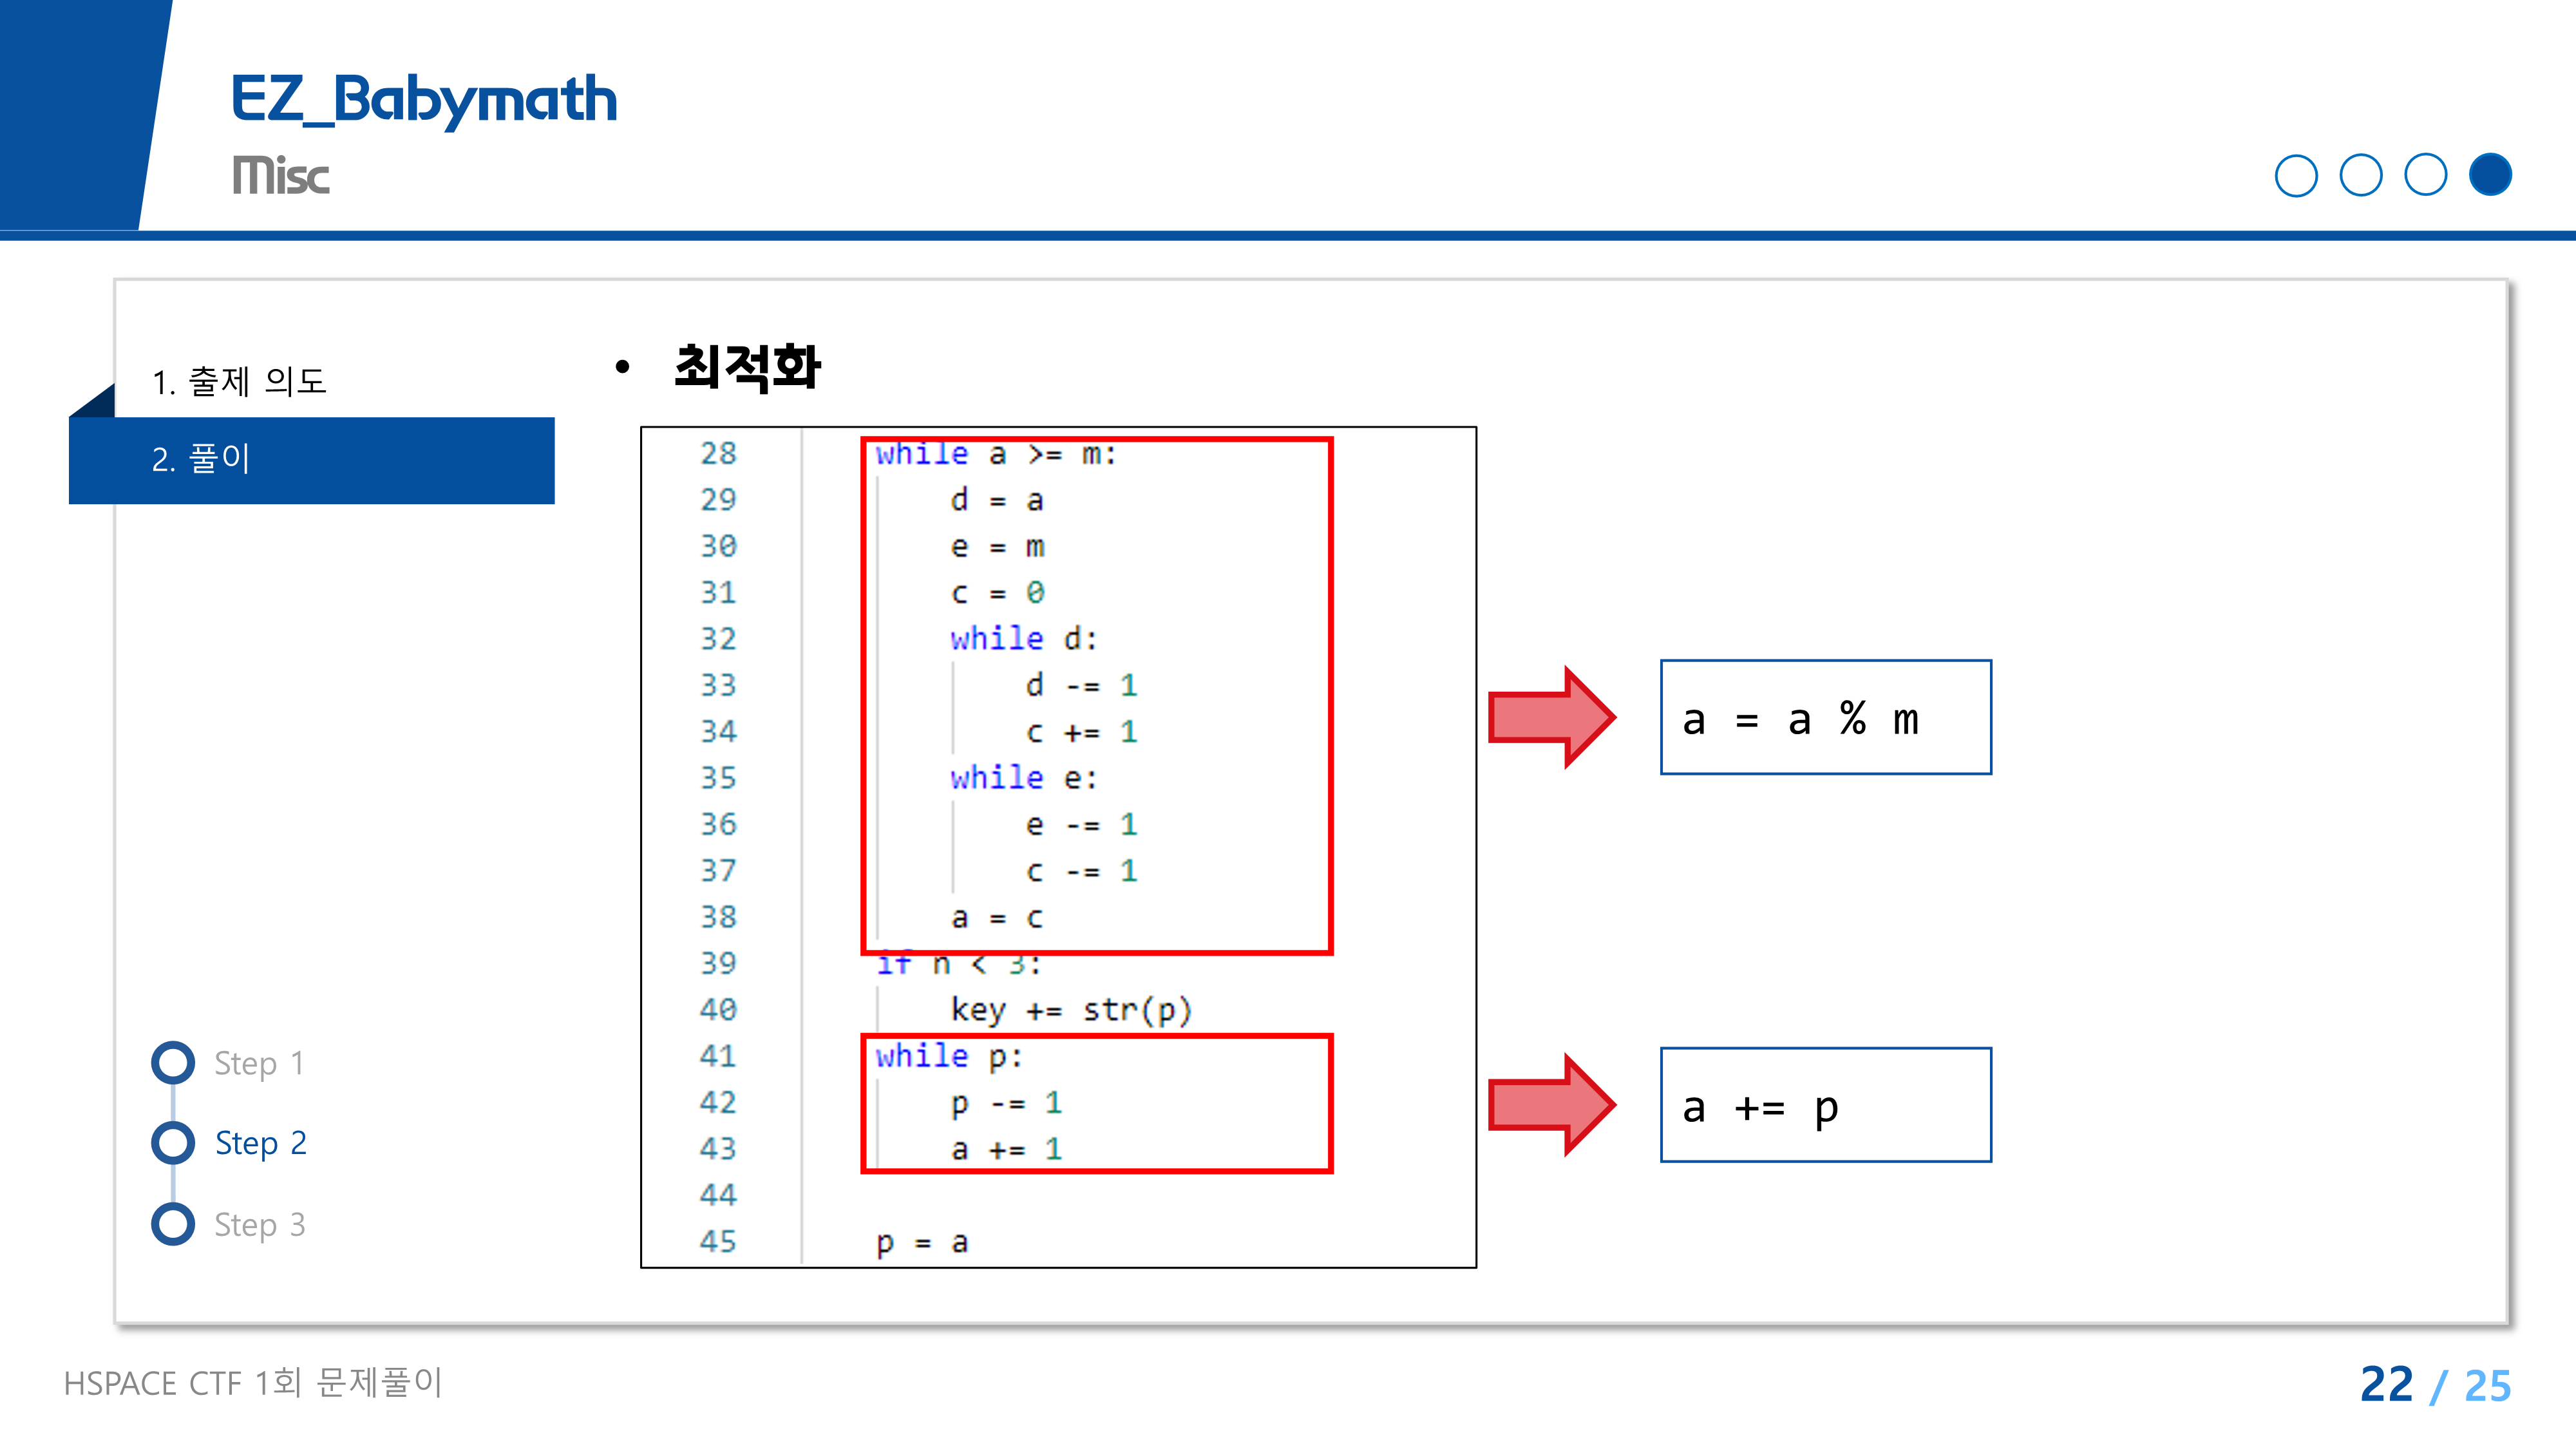 EZ_Babymath
Misc
1. 출제 의도
2. 풀이
• 최적화
28 while a >= m:
29 d = a
30 e = m
31 c = 0
32 while d:
33 d -= 1
34 c += 1
35 while e:
36 e -= 1
37 c -= 1
38 a = c
39 if n < 3:
40 key += str(p)
41 while p:
42 p -= 1
43 a += 1
44
45 p = a
a = a % m
a += p
Step 1
Step 2
Step 3
HSPACE CTF 1회 문제풀이
22 / 25